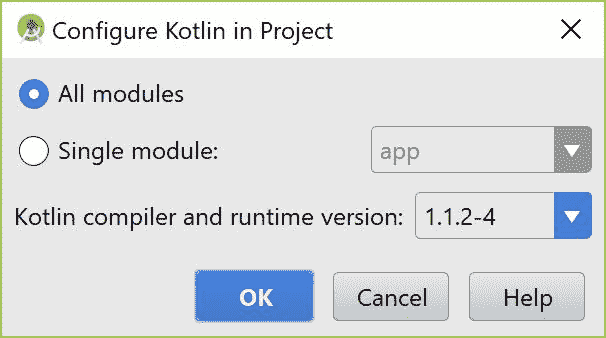 Configure Kotlin in Project
All modules
Single module: app
Kotlin compiler and runtime version: 1.1.2-4
OK Cancel Help